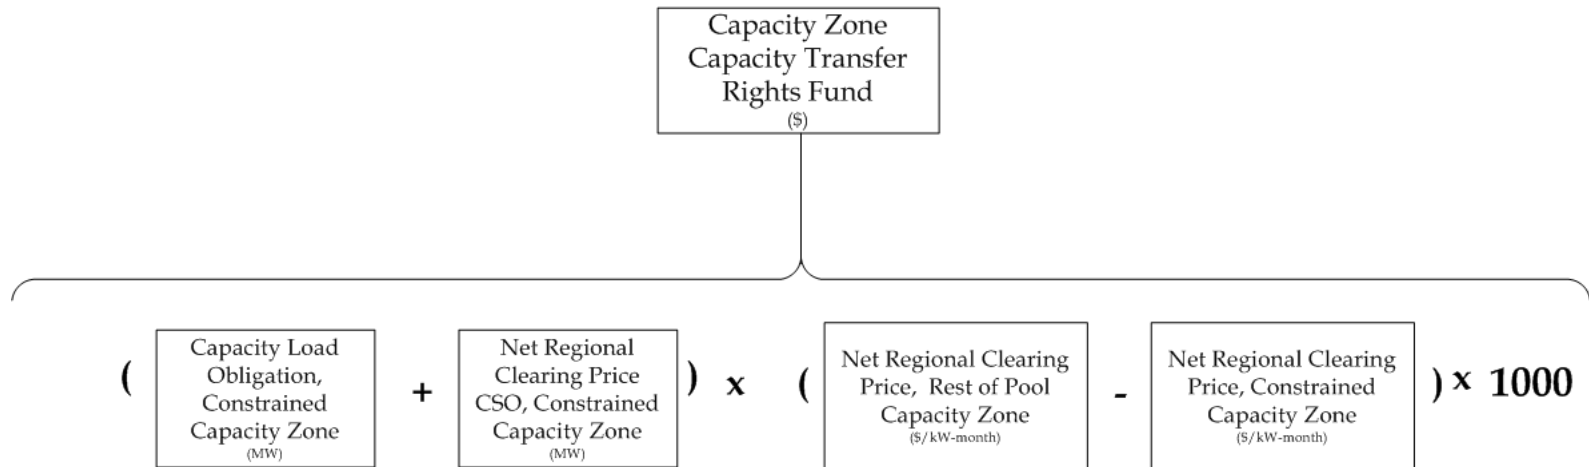 Capacity Zone
Capacity Transfer
Rights Fund
($)
(
Capacity Load
Obligation,
Constrained
Capacity Zone
(MW)
+
Net Regional
Clearing Price
CSO, Constrained
Capacity Zone
(MW)
)
x
(
Net Regional Clearing
Price, Rest of Pool
Capacity Zone
($/kW-month)
-
Net Regional Clearing
Price, Constrained
Capacity Zone
($/kW-month)
) x 1000